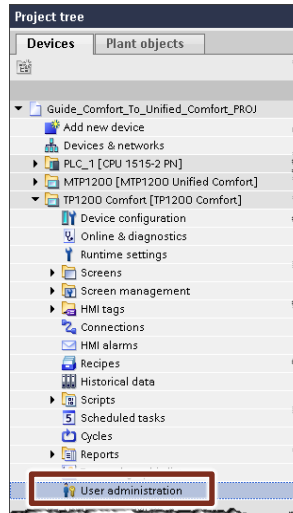 Project tree
Devices
Plant objects
Guide_Comfort_To_Unified_Comfort_PROJ
Add new device
Devices & networks
PLC_1 [CPU 1515-2 PN]
MTP1200 [MTP1200 Unified Comfort]
TP1200 Comfort [TP1200 Comfort]
Device configuration
Online & diagnostics
Runtime settings
Screens
Screen management
HMI tags
Connections
HMI alarms
Recipes
Historical data
Scripts
Scheduled tasks
Cycles
Reports
User administration